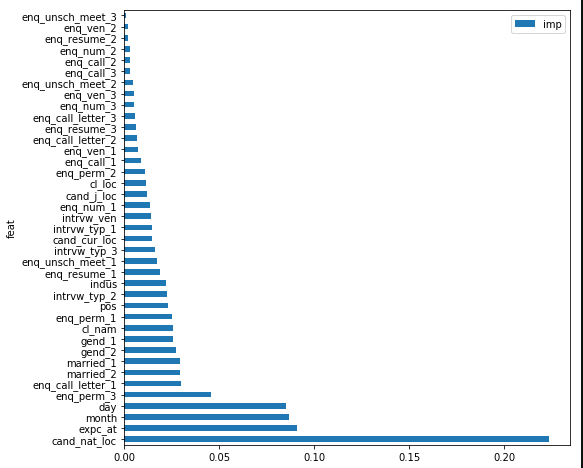 enq_unsch_meet_3
enq_ven_2
enq_resume_2
enq_num_2
enq_call_2
enq_call_3
enq_unsch_meet_2
enq_ven_3
enq_num_3
enq_call_letter_3
enq_resume_3
enq_call_letter_2
enq_ven_1
enq_call_1
enq_perm_2
cl_loc
cand_j_loc
enq_num_1
intrvw_ven
intrvw_typ_1
cand_cur_loc
intrvw_typ_3
enq_unsch_meet_1
enq_resume_1
indus
intrvw_typ_2
pos
enq_perm_1
cl_nam
gend_1
gend_2
married_1
married_2
enq_call_letter_1
enq_perm_3
day
month
expc_at
cand_nat_loc
feat
imp
0.00 0.05 0.10 0.15 0.20